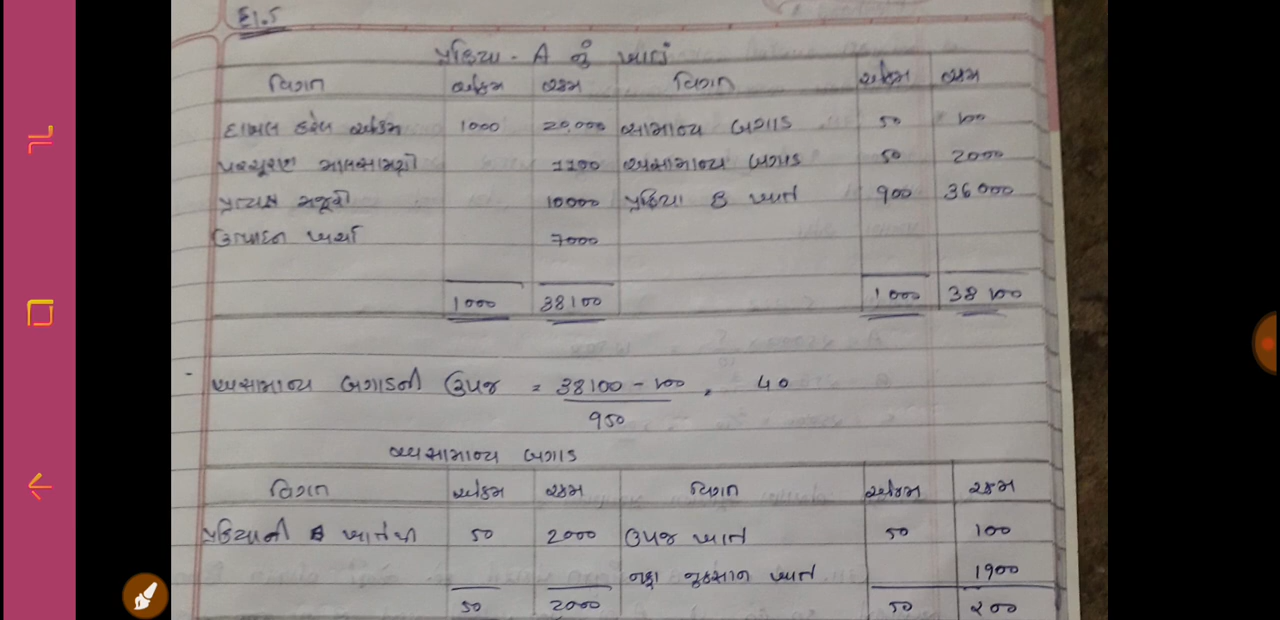 દા.5
પ્રક્રિયા - A નું ખાતું
વિગત એકમ રકમ વિગત એકમ રકમ
દાખલ કરેલ એકમ 1000 20,000 સામાન્ય બગાડ 50 100
પરચૂરણ માલસામગ્રી 1100 અસામાન્ય બગાડ 50 2000
પ્રત્યક્ષ મજૂરી 10000 પ્રક્રિયા B ખાતે 900 36000
ઉત્પાદન ખર્ચા 7000
1000 38100 1000 38100
અસામાન્ય બગાડની ઉપજ = 38100 - 100 , 40
950
અસામાન્ય બગાડ
વિગત એકમ રકમ વિગત એકમ રકમ
પ્રક્રિયાની ખાતેથી 50 2000 ઉપજ ખાતે 50 100
નફા નુકસાન ખાતે 1900
50 2000 50 200